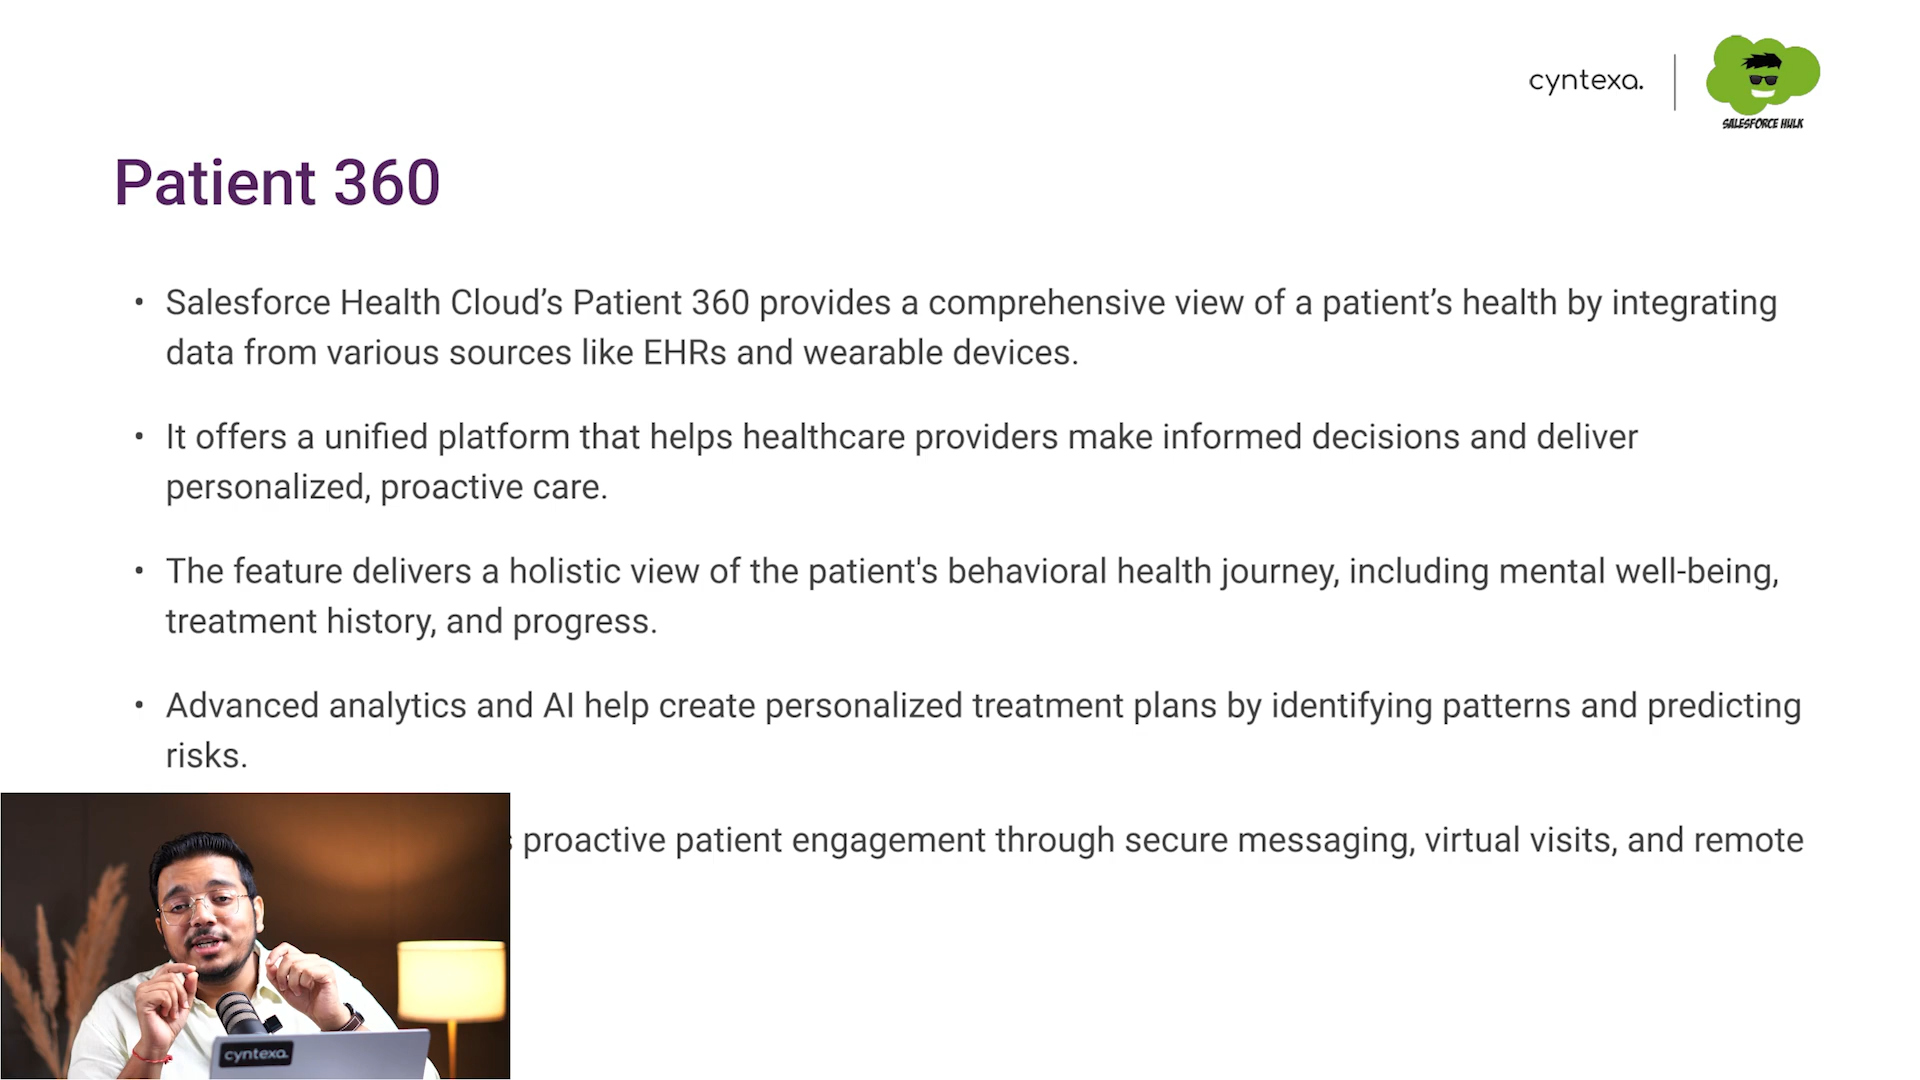 cyntexa.
SALESFORCE HULK
Patient 360
• Salesforce Health Cloud’s Patient 360 provides a comprehensive view of a patient’s health by integrating
data from various sources like EHRs and wearable devices.
• It offers a unified platform that helps healthcare providers make informed decisions and deliver
personalized, proactive care.
• The feature delivers a holistic view of the patient's behavioral health journey, including mental well-being,
treatment history, and progress.
• Advanced analytics and AI help create personalized treatment plans by identifying patterns and predicting
risks.
proactive patient engagement through secure messaging, virtual visits, and remote
cyntexa.